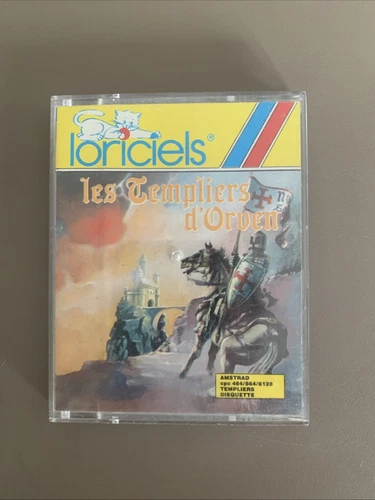 loriciels®
les Templiers
d'Orven
AMSTRAD
cpc 464/664/6128
TEMPLIERS
DISQUETTE